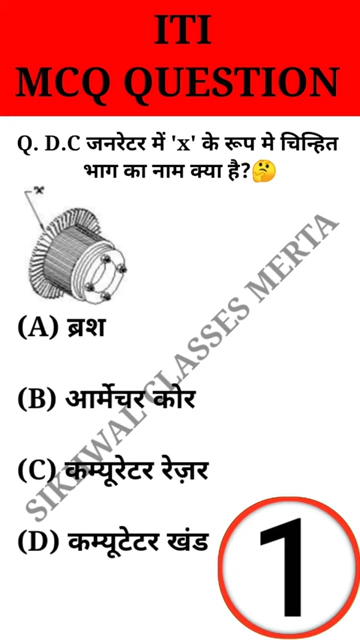 ITI
MCQ QUESTION
Q. D.C जनरेटर में 'x' के रूप मे चिन्हित
भाग का नाम क्या है?🤔
"X"
(A) ब्रश
(B) आर्मेचर कोर
(C) कम्यूरेटर रेज़र
(D) कम्यूटेटर खंड
SIKHWAL CLASSES MERTA
1